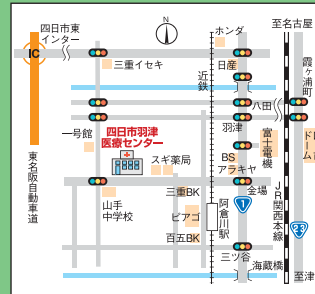 四日市東
インター
IC
N
ホンダ
至名古屋
三重イセキ
日産
近鉄
霞ヶ浦町
八田
羽津
一号館
四日市羽津
医療センター
富士電機
ドーム
スギ薬局
BS
アラキヤ
東名阪自動車道
三重BK
金場
山手
中学校
ピアゴ
阿倉川駅
1
JR関西本線
23
百五BK
三ツ谷
海蔵橋
至津